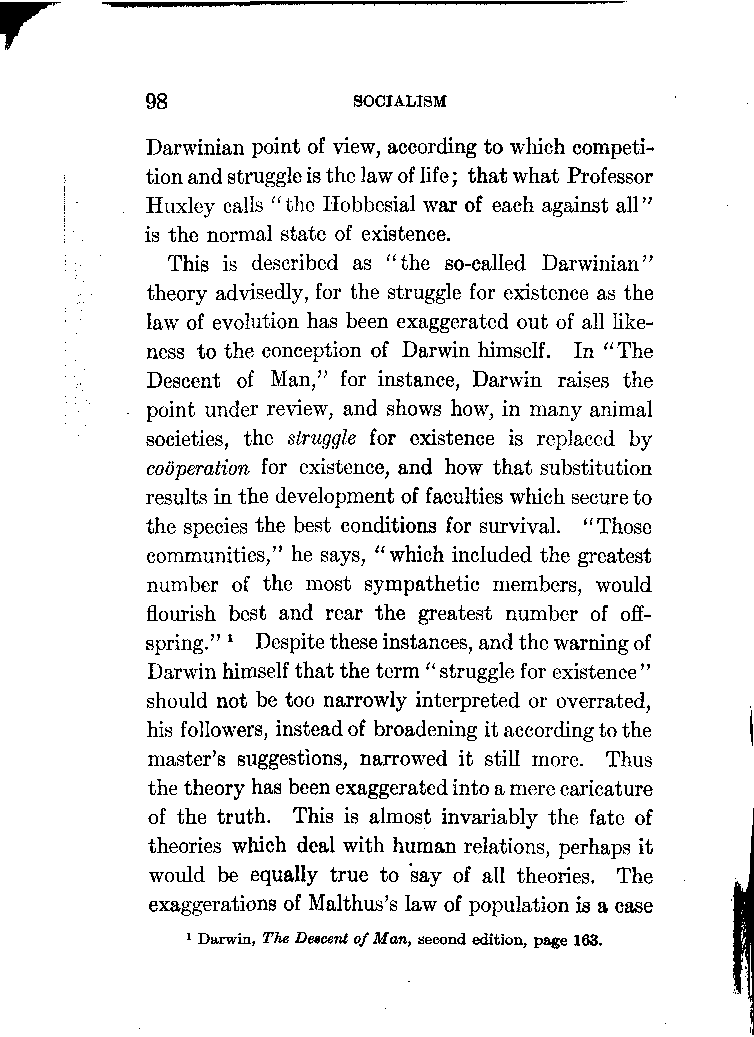 98 SOCIALISM
Darwinian point of view, according to which competi-
tion and struggle is the law of life; that what Professor
Huxley calls "the Hobbesial war of each against all"
is the normal state of existence.
This is described as "the so-called Darwinian"
theory advisedly, for the struggle for existence as the
law of evolution has been exaggerated out of all like-
ness to the conception of Darwin himself. In "The
Descent of Man," for instance, Darwin raises the
point under review, and shows how, in many animal
societies, the struggle for existence is replaced by
coöperation for existence, and how that substitution
results in the development of faculties which secure to
the species the best conditions for survival. "Those
communities," he says, "which included the greatest
number of the most sympathetic members, would
flourish best and rear the greatest number of off-
spring." ¹ Despite these instances, and the warning of
Darwin himself that the term "struggle for existence"
should not be too narrowly interpreted or overrated,
his followers, instead of broadening it according to the
master's suggestions, narrowed it still more. Thus
the theory has been exaggerated into a mere caricature
of the truth. This is almost invariably the fate of
theories which deal with human relations, perhaps it
would be equally true to say of all theories. The
exaggerations of Malthus's law of population is a case
¹ Darwin, The Descent of Man, second edition, page 163.